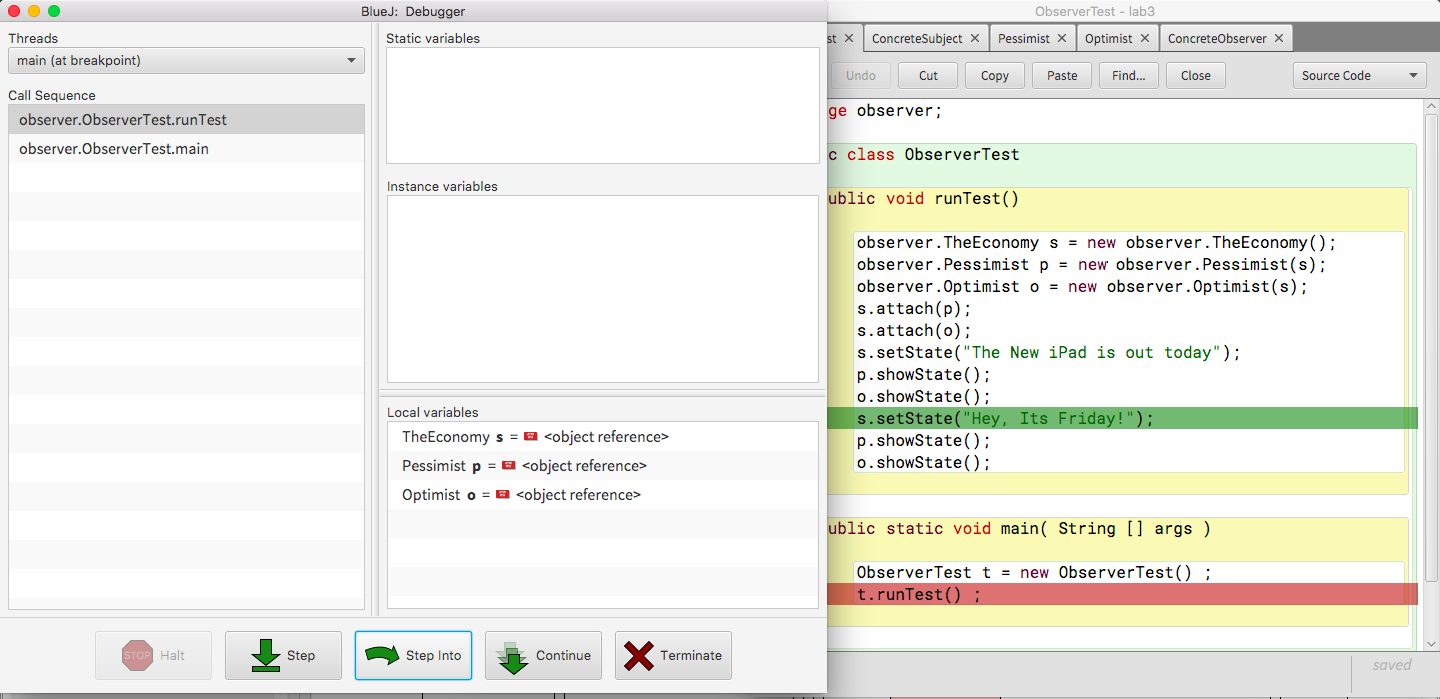 BlueJ: Debugger
Threads
main (at breakpoint)
Call Sequence
observer.ObserverTest.runTest
observer.ObserverTest.main
Static variables
Instance variables
Local variables
TheEconomy s = <object reference>
Pessimist p = <object reference>
Optimist o = <object reference>
STOP Halt
Step
Step Into
Continue
Terminate
ObserverTest - lab3
st ✕ ConcreteSubject ✕ Pessimist ✕ Optimist ✕ ConcreteObserver ✕
Undo Cut Copy Paste Find... Close Source Code
ge observer;
c class ObserverTest
ublic void runTest()
observer.TheEconomy s = new observer.TheEconomy();
observer.Pessimist p = new observer.Pessimist(s);
observer.Optimist o = new observer.Optimist(s);
s.attach(p);
s.attach(o);
s.setState("The New iPad is out today");
p.showState();
o.showState();
s.setState("Hey, Its Friday!");
p.showState();
o.showState();
ublic static void main( String [] args )
ObserverTest t = new ObserverTest() ;
t.runTest() ;
saved